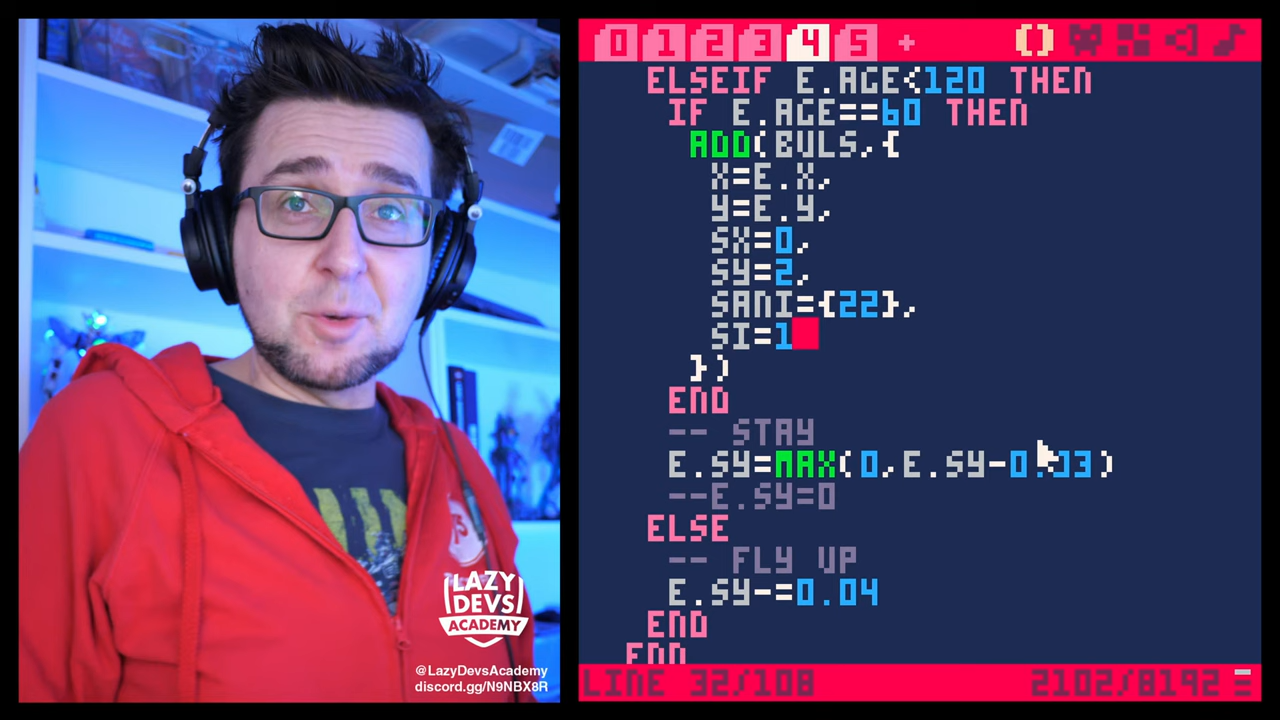 LAZY
DEVS
ACADEMY
@LazyDevsAcademy
discord.gg/N9NBX8R
0 1 2 3 4 5 +
ELSEIF E.AGE<120 THEN
IF E.AGE==60 THEN
ADD(BULS,{
X=E.X,
Y=E.Y,
SX=0,
SY=2,
SANI={22},
SI=1
})
END
-- STAY
E.SY=MAX(0,E.SY-0.03)
--E.SY=0
ELSE
-- FLY UP
E.SY-=0.04
END
END
LINE 32/108
2102/8192